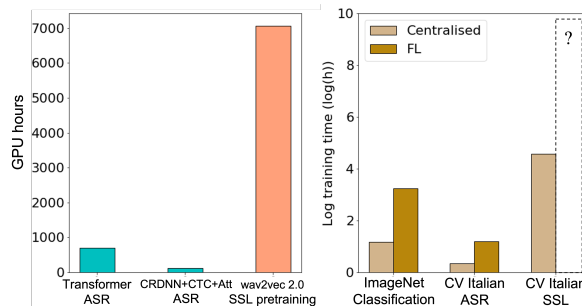 GPU hours
7000
6000
5000
4000
3000
2000
1000
0
Transformer
ASR
CRDNN+CTC+Att
ASR
wav2vec 2.0
SSL pretraining
Log training time (log(h))
10
8
6
4
2
0
Centralised
FL
?
ImageNet
Classification
CV Italian
ASR
CV Italian
SSL